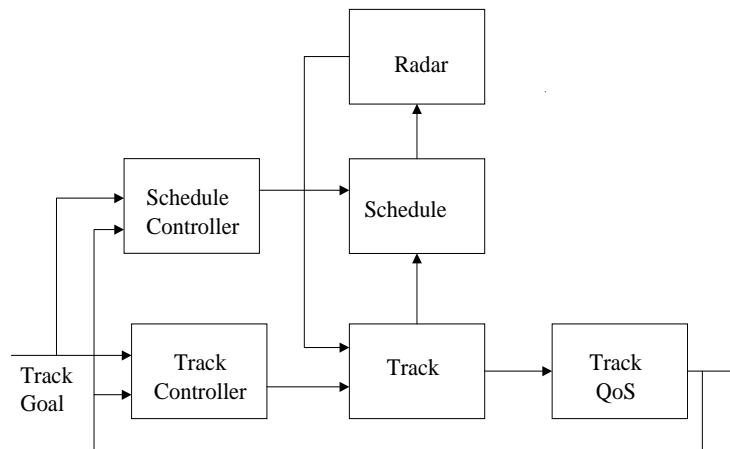 Radar
Schedule
Controller
Schedule
Track
Goal
Track
Controller
Track
Track
QoS